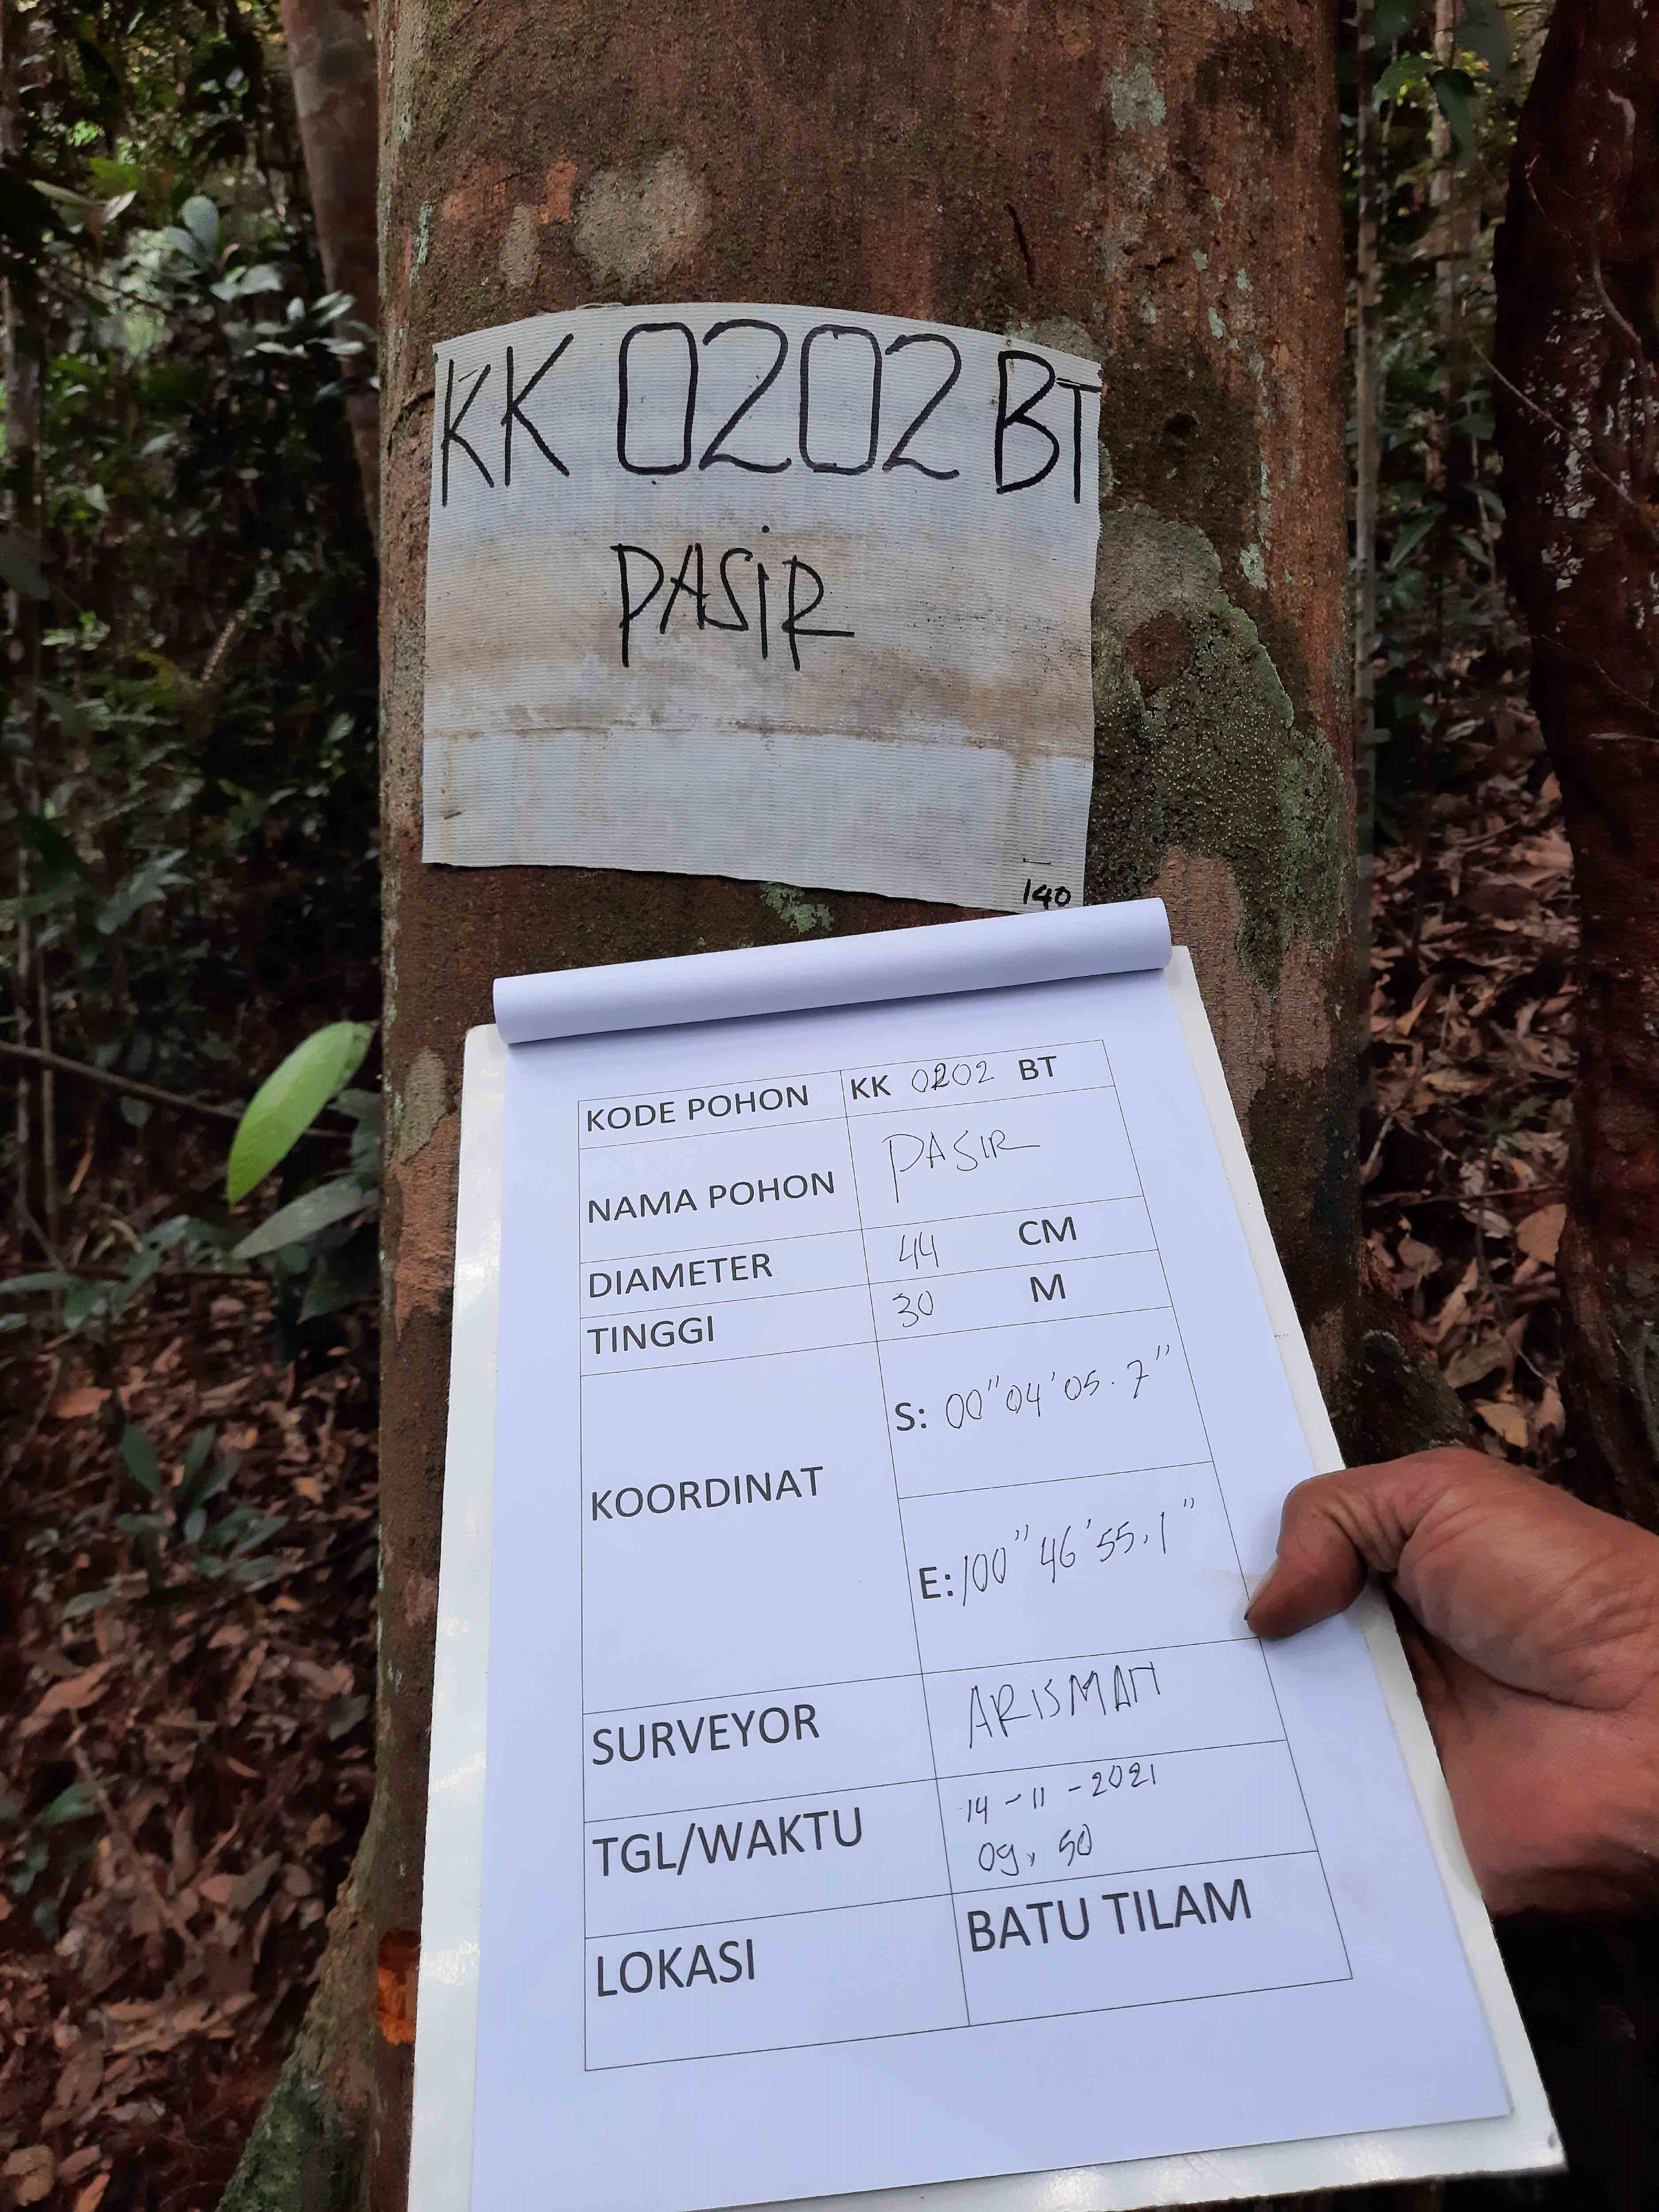 KK 0202 BT
PASiR
140
KODE POHON KK 0202 BT
NAMA POHON PASIR
DIAMETER 44 CM
TINGGI 30 M
KOORDINAT
S: 00"04'05.7"
E: 100"46'55.1"
SURVEYOR ARISMAN
TGL/WAKTU 14-11-2021
09, 50
LOKASI BATU TILAM